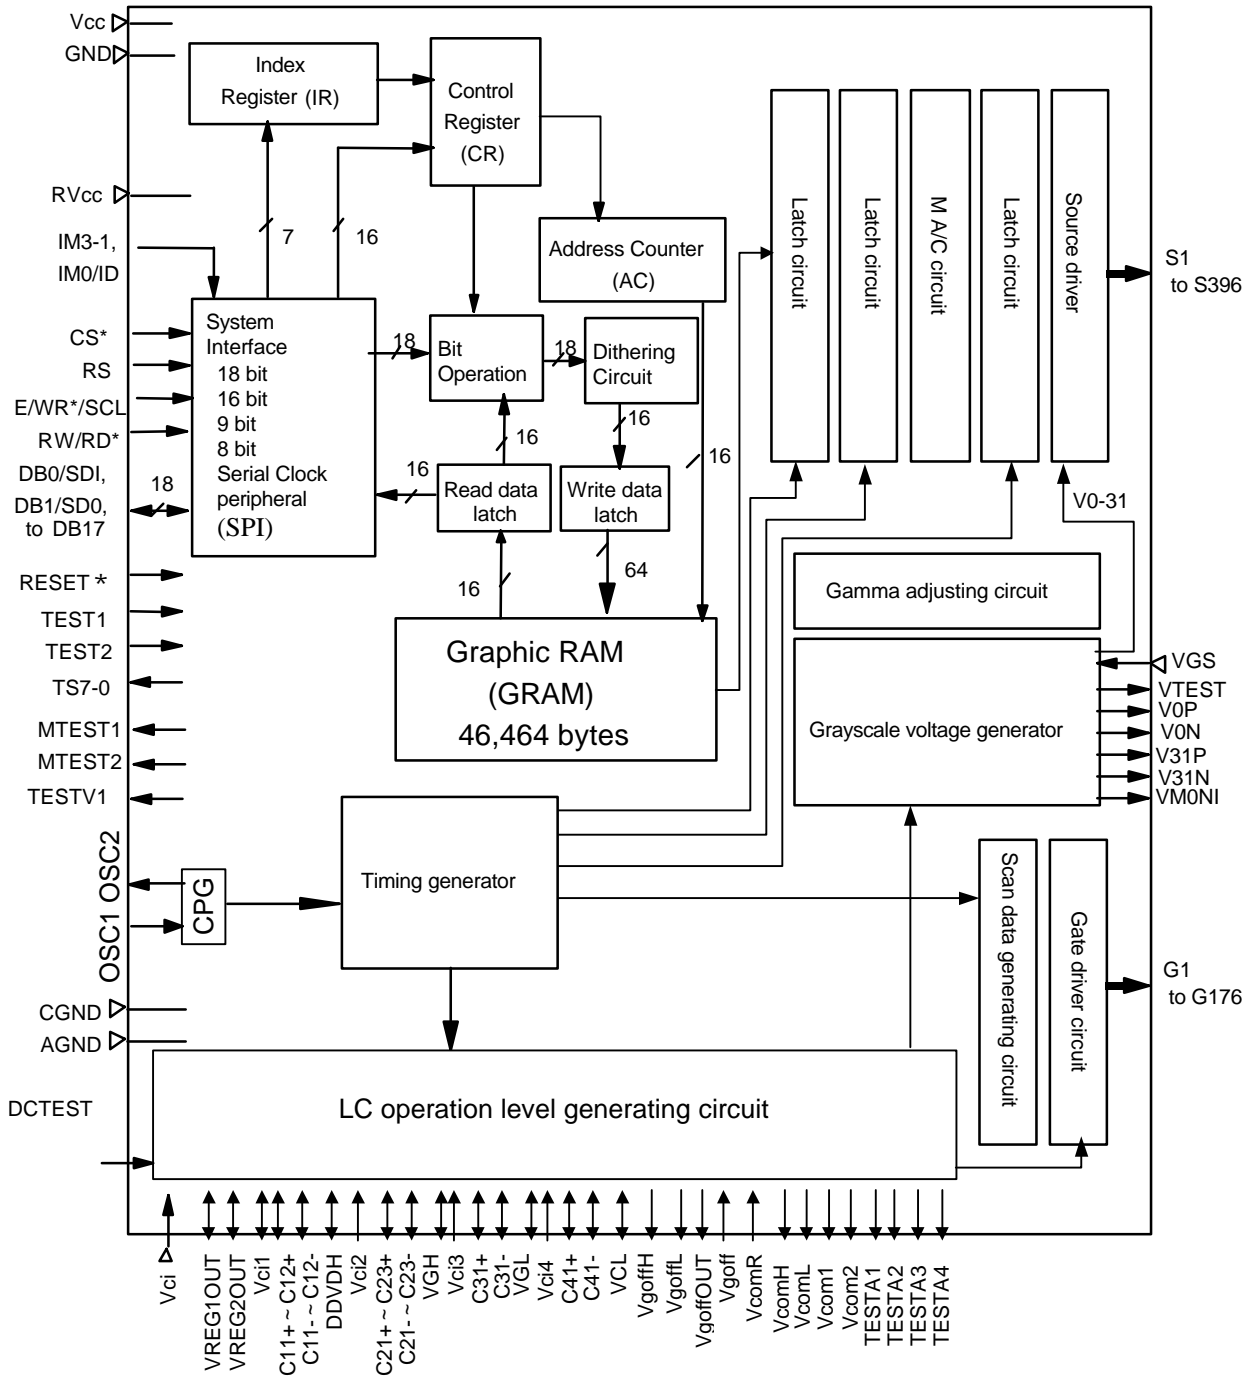 Vcc
GND
Index
Register (IR)
Control
Register
(CR)
RVcc
IM3-1,
IM0/ID
7
16
Address Counter
(AC)
Latch circuit
Latch circuit
M A/C circuit
Latch circuit
Source driver
S1
to S396
System
Interface
18 bit
16 bit
9 bit
8 bit
Serial Clock
peripheral
(SPI)
CS*
RS
E/WR*/SCL
RW/RD*
DB0/SDI,
DB1/SD0,
to DB17
18
18
Bit
Operation
18
Dithering
Circuit
16
16
16
16
Read data
latch
Write data
latch
V0-31
16
64
RESET *
TEST1
TEST2
TS7-0
MTEST1
MTEST2
TESTV1
Graphic RAM
(GRAM)
46,464 bytes
Gamma adjusting circuit
Grayscale voltage generator
VGS
VTEST
V0P
V0N
V31P
V31N
VM0NI
OSC1 OSC2
CPG
Timing generator
Scan data generating circuit
Gate driver circuit
G1
to G176
CGND
AGND
DCTEST
LC operation level generating circuit
Vci
VREG1OUT
VREG2OUT
Vci1
C11+ ~ C12+
C11- ~ C12-
DDVDH
Vci2
C21+ ~ C23+
C21- ~ C23-
VGH
Vci3
C31+
C31-
VGL
Vci4
C41+
C41-
VCL
VgoffH
VgoffL
VgoffOUT
Vgoff
VcomR
VcomH
VcomL
Vcom1
Vcom2
TESTA1
TESTA2
TESTA3
TESTA4